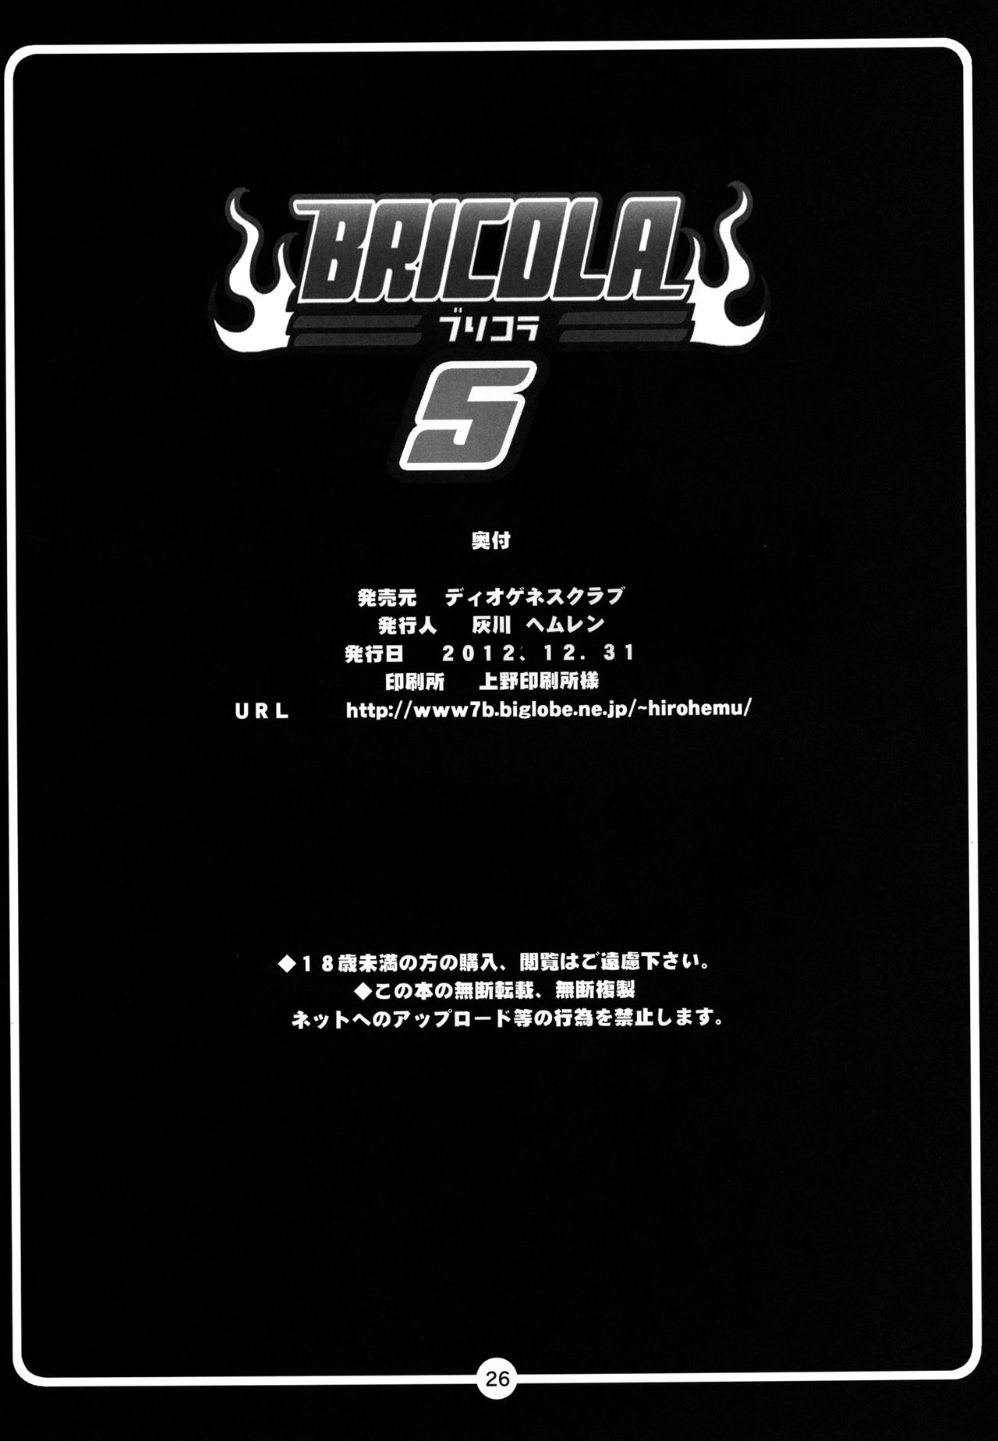 BRICOLA
ブリコラ
5
奥付
発売元 ディオゲネスクラブ
発行人 灰川 ヘムレン
発行日 2012、12．31
印刷所 上野印刷所様
URL http://www7b.biglobe.ne.jp/~hirohemu/
◆18歳未満の方の購入、閲覧はご遠慮下さい。
◆この本の無断転載、無断複製
ネットへのアップロード等の行為を禁止します。
26